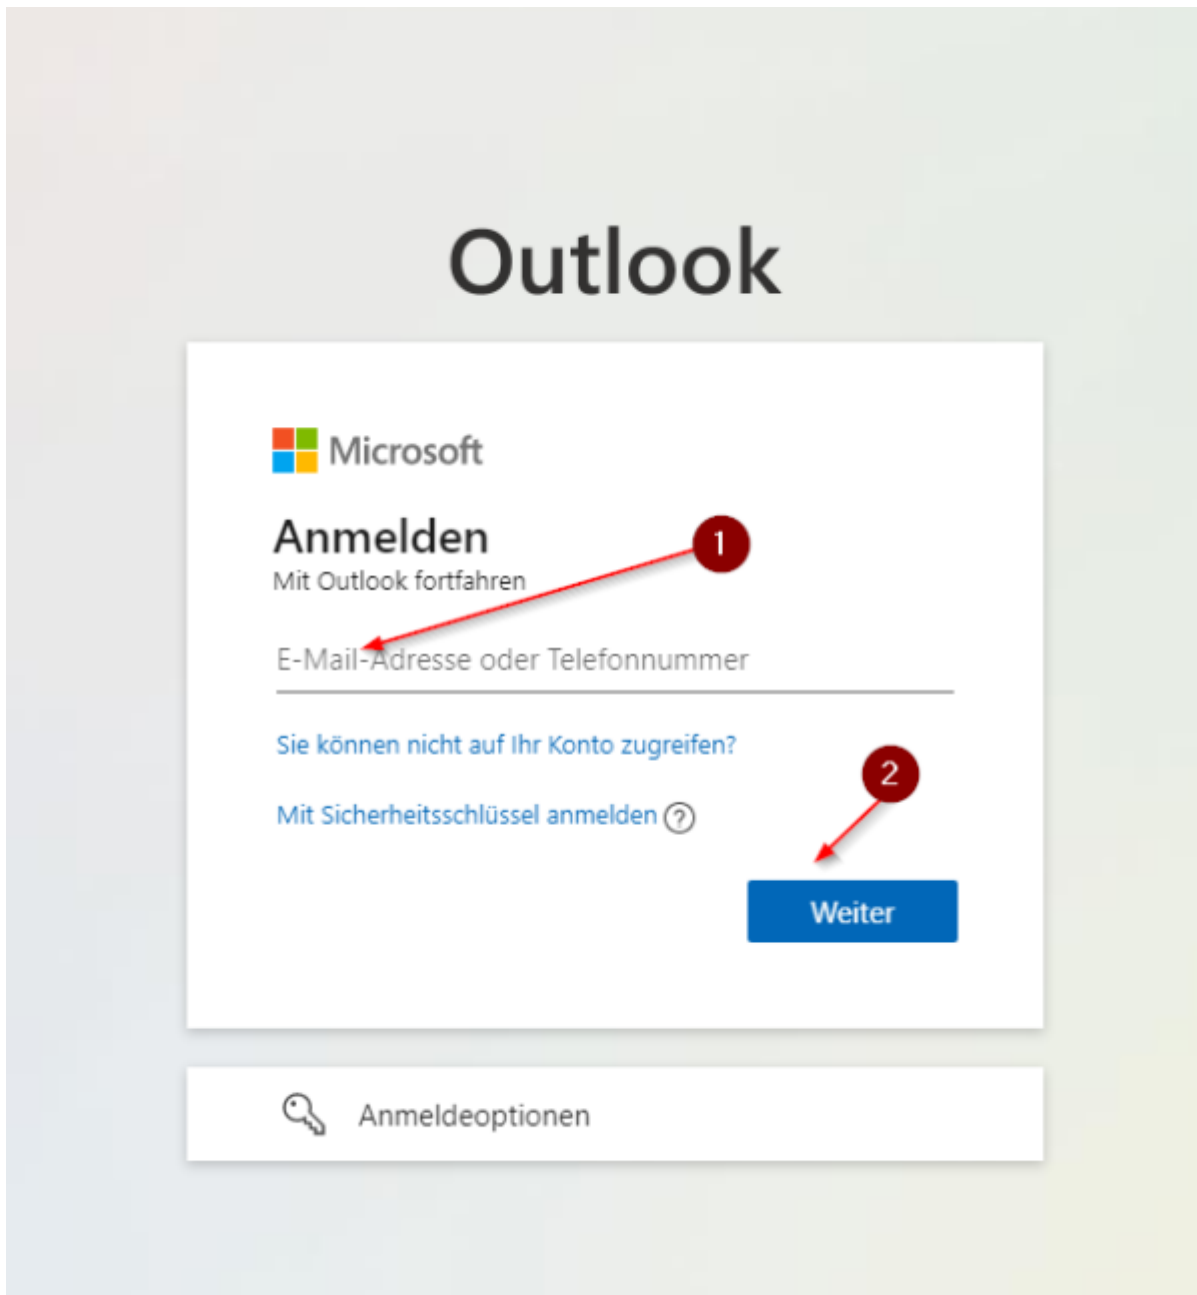 Outlook
Microsoft
Anmelden
1
Mit Outlook fortfahren
E-Mail-Adresse oder Telefonnummer
Sie können nicht auf Ihr Konto zugreifen?
2
Mit Sicherheitsschlüssel anmelden ?
Weiter
Anmeldeoptionen